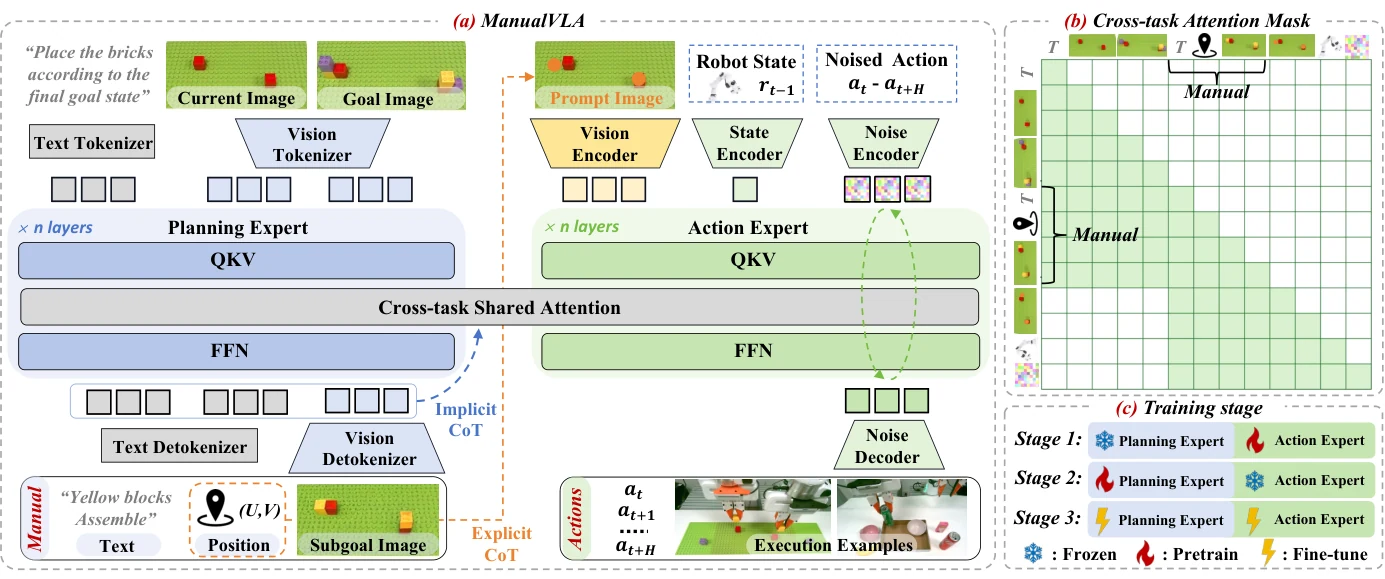 (a) ManualVLA
“Place the bricks
according to the
final goal state”
Current Image
Goal Image
Prompt Image
Robot State
r_{t-1}
Noised Action
a_t - a_{t+H}
Text Tokenizer
Vision
Tokenizer
Vision
Encoder
State
Encoder
Noise
Encoder
× n layers
Planning Expert
× n layers
Action Expert
QKV
QKV
Cross-task Shared Attention
FFN
FFN
Implicit
CoT
Text Detokenizer
Vision
Detokenizer
Noise
Decoder
Manual
“Yellow blocks
Assemble”
Text
(U,V)
Position
Subgoal Image
Explicit
CoT
Actions
a_t
a_{t+1}
.....
a_{t+H}
Execution Examples
(b) Cross-task Attention Mask
T
T
Manual
T
T
Manual
(c) Training stage
Stage 1:
Planning Expert
Action Expert
Stage 2:
Planning Expert
Action Expert
Stage 3:
Planning Expert
Action Expert
: Frozen
: Pretrain
: Fine-tune